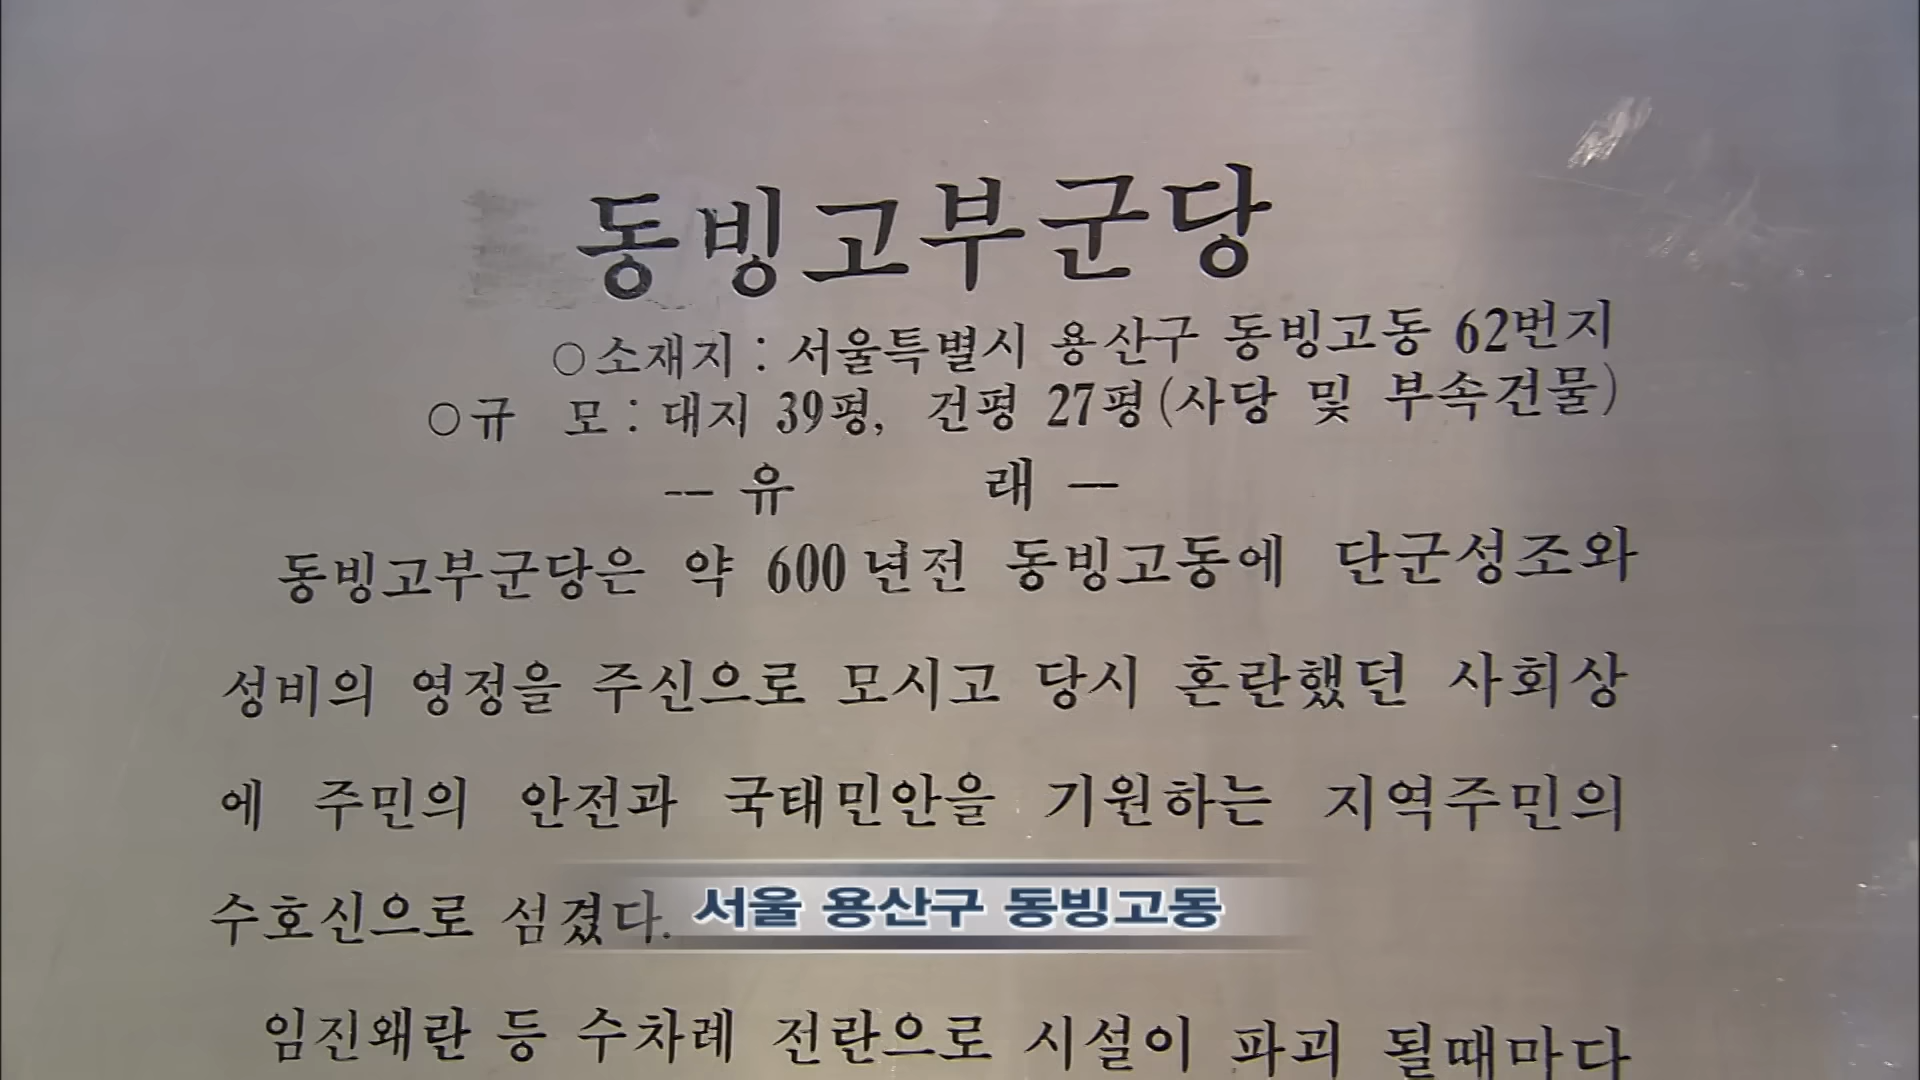 동빙고부군당
○소재지 : 서울특별시 용산구 동빙고동 62번지
○규 모 : 대지 39평, 건평 27평(사당 및 부속건물)
-- 유 래 —
동빙고부군당은 약 600년전 동빙고동에 단군성조와
성비의 영정을 주신으로 모시고 당시 혼란했던 사회상
에 주민의 안전과 국태민안을 기원하는 지역주민의
수호신으로 섬겼다.
서울 용산구 동빙고동
임진왜란 등 수차례 전란으로 시설이 파괴 될때마다